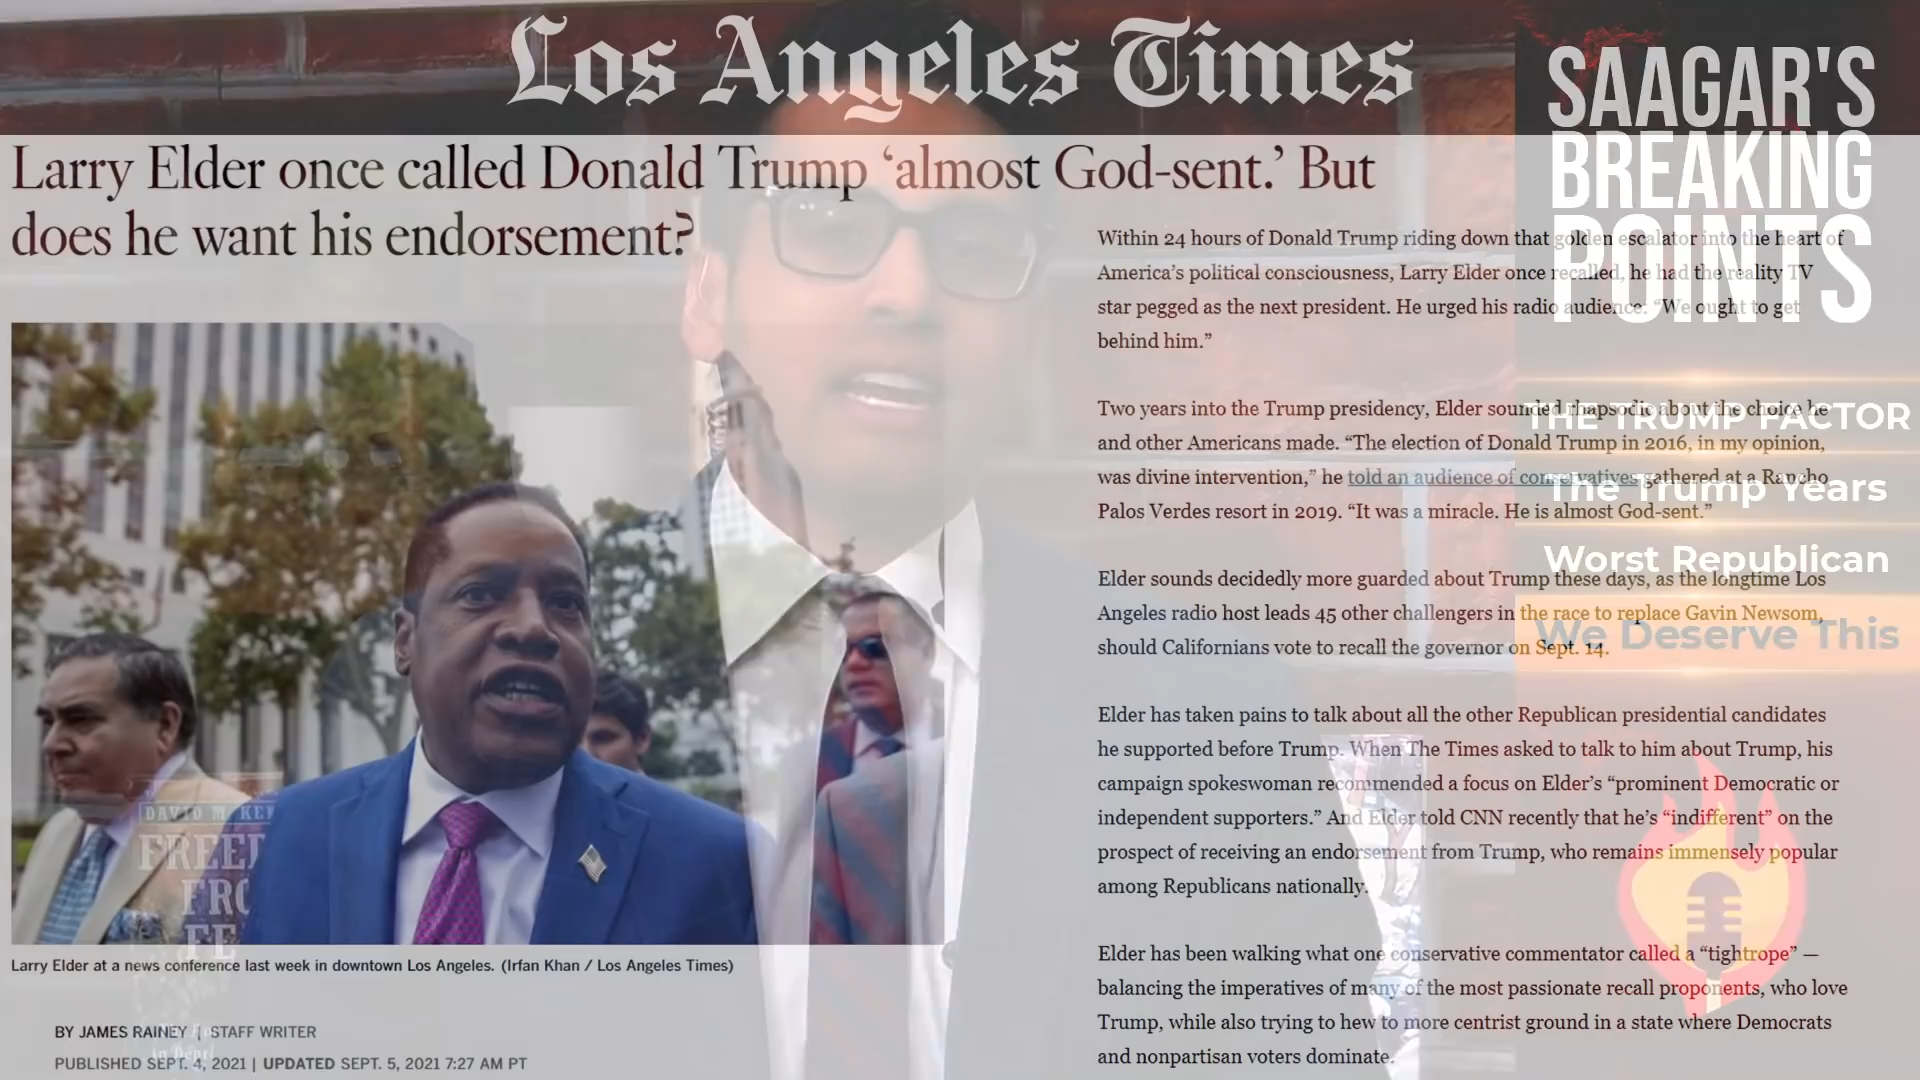 Los Angeles Times
Larry Elder once called Donald Trump ‘almost God-sent.’ But
does he want his endorsement?
Larry Elder at a news conference last week in downtown Los Angeles. (Irfan Khan / Los Angeles Times)
BY JAMES RAINEY | STAFF WRITER
PUBLISHED SEPT. 4, 2021 | UPDATED SEPT. 5, 2021 7:27 AM PT
Within 24 hours of Donald Trump riding down that golden escalator into the heart of
America’s political consciousness, Larry Elder once recalled, he had the reality TV
star pegged as the next president. He urged his radio audience: “We ought to get
behind him.”
Two years into the Trump presidency, Elder sounded rhapsodic about the choice he
and other Americans made. “The election of Donald Trump in 2016, in my opinion,
was divine intervention,” he told an audience of conservatives gathered at a Rancho
Palos Verdes resort in 2019. “It was a miracle. He is almost God-sent.”
Elder sounds decidedly more guarded about Trump these days, as the longtime Los
Angeles radio host leads 45 other challengers in the race to replace Gavin Newsom,
should Californians vote to recall the governor on Sept. 14.
Elder has taken pains to talk about all the other Republican presidential candidates
he supported before Trump. When The Times asked to talk to him about Trump, his
campaign spokeswoman recommended a focus on Elder’s “prominent Democratic or
independent supporters.” And Elder told CNN recently that he’s “indifferent” on the
prospect of receiving an endorsement from Trump, who remains immensely popular
among Republicans nationally.
Elder has been walking what one conservative commentator called a “tightrope” —
balancing the imperatives of many of the most passionate recall proponents, who love
Trump, while also trying to hew to more centrist ground in a state where Democrats
and nonpartisan voters dominate.
SAAGAR'S
BREAKING
POINTS
THE TRUMP FACTOR
The Trump Years
Worst Republican
We Deserve This
DAVID M. KE
FREE
FRO
FE